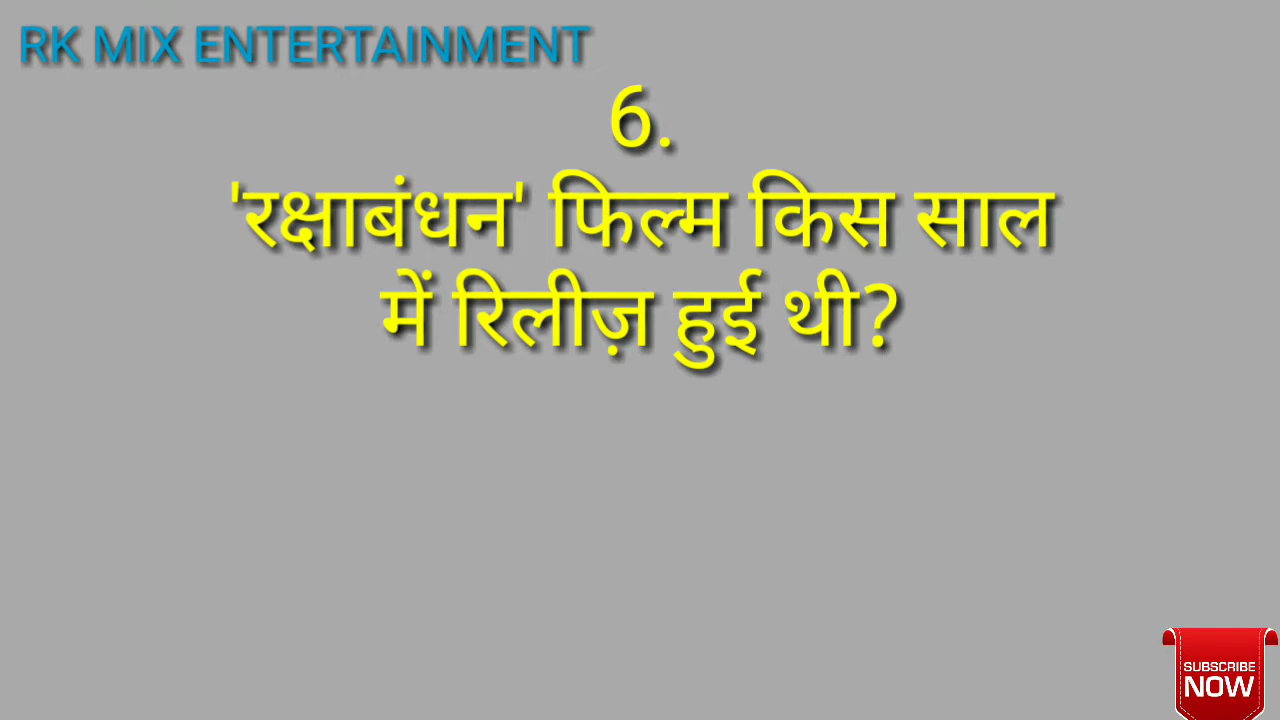 RK MIX ENTERTAINMENT
6.
'रक्षाबंधन' फिल्म किस साल
में रिलीज़ हुई थी?
SUBSCRIBE
NOW